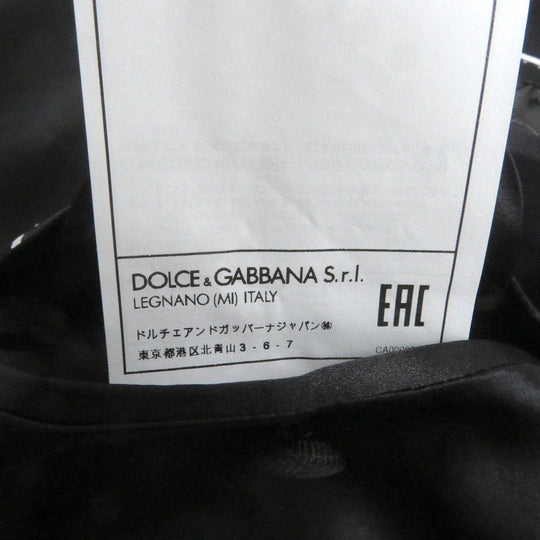 DOLCE & GABBANA S.r.l.
LEGNANO (MI) ITALY
EAC
ドルチェアンドガッバーナジャパン㈱
東京都港区北青山3-6-7